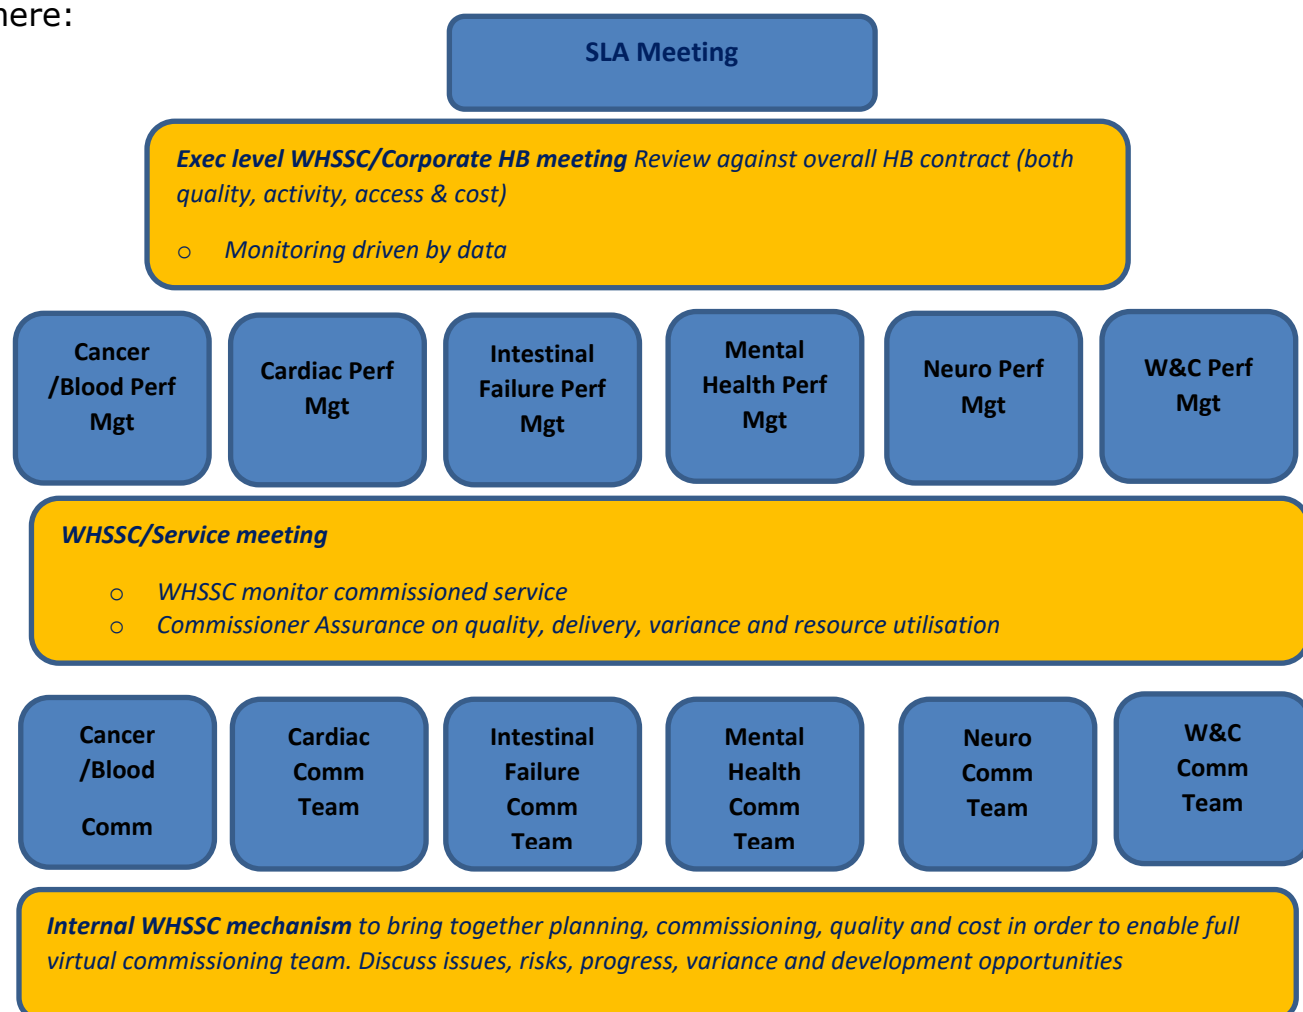 here:
SLA Meeting
Exec level WHSSC/Corporate HB meeting Review against overall HB contract (both
quality, activity, access & cost)
o Monitoring driven by data
Cancer
/Blood Perf
Mgt
Cardiac Perf
Mgt
Intestinal
Failure Perf
Mgt
Mental
Health Perf
Mgt
Neuro Perf
Mgt
W&C Perf
Mgt
WHSSC/Service meeting
o WHSSC monitor commissioned service
o Commissioner Assurance on quality, delivery, variance and resource utilisation
Cancer
/Blood
Comm
Cardiac
Comm
Team
Intestinal
Failure
Comm
Team
Mental
Health
Comm
Team
Neuro
Comm
Team
W&C
Comm
Team
Internal WHSSC mechanism to bring together planning, commissioning, quality and cost in order to enable full
virtual commissioning team. Discuss issues, risks, progress, variance and development opportunities